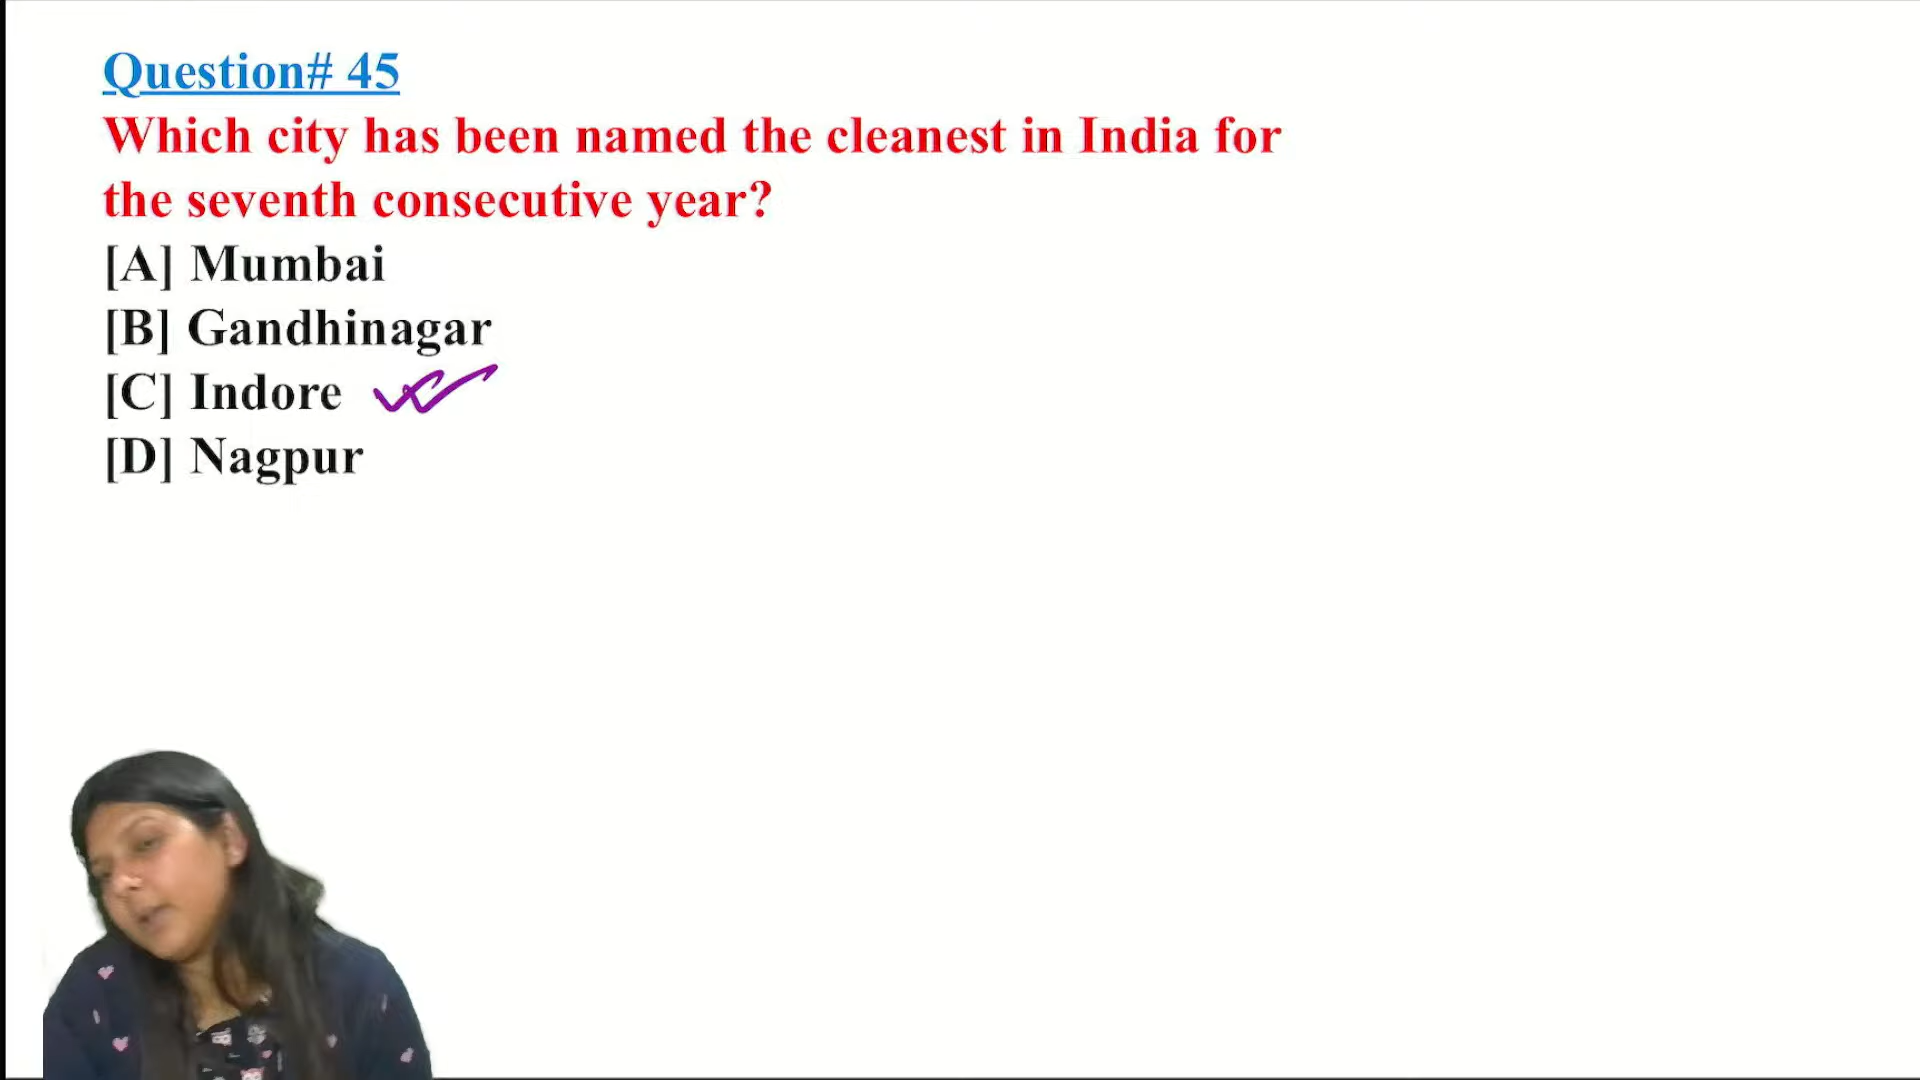 Question# 45
Which city has been named the cleanest in India for
the seventh consecutive year?
[A] Mumbai
[B] Gandhinagar
[C] Indore
[D] Nagpur